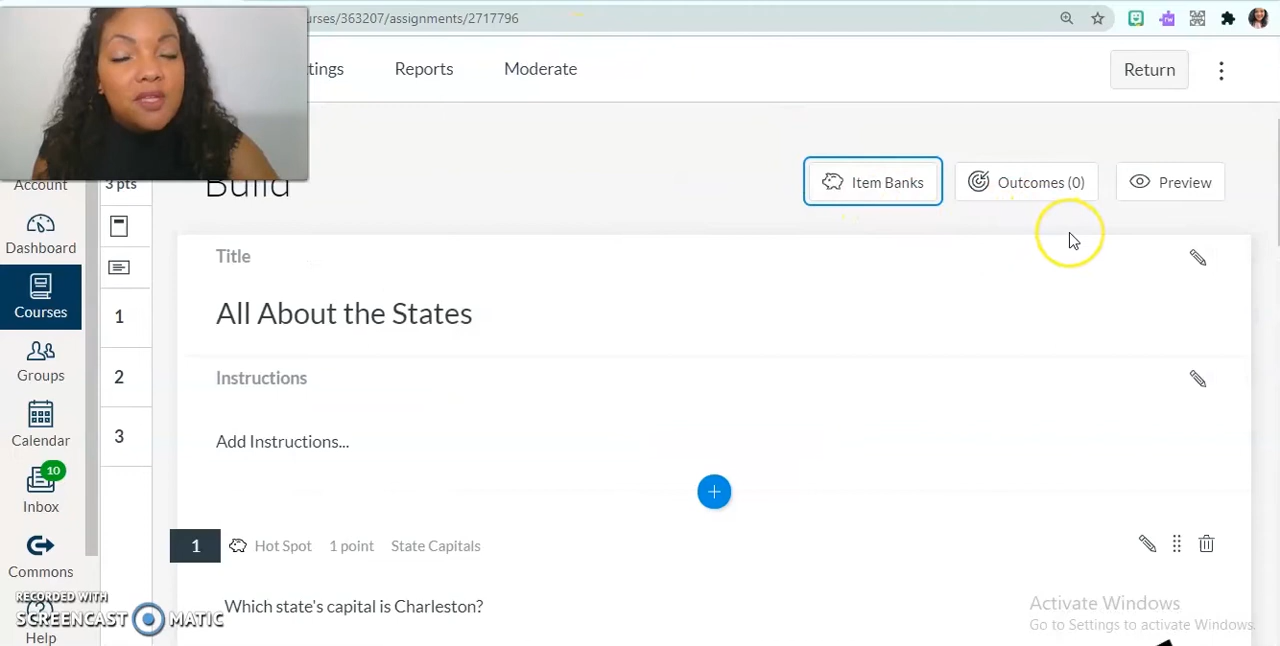 urses/363207/assignments/2717796
tings Reports Moderate Return
Account
3 pts
Build
Item Banks Outcomes (0) Preview
Dashboard
Title
Courses
All About the States
1
Groups
Instructions
2
Calendar
Add Instructions...
3
10
Inbox
1 Hot Spot 1 point State Capitals
Commons
RECORDED WITH
SCREENCAST MATIC
Which state's capital is Charleston?
Help
Activate Windows
Go to Settings to activate Windows.